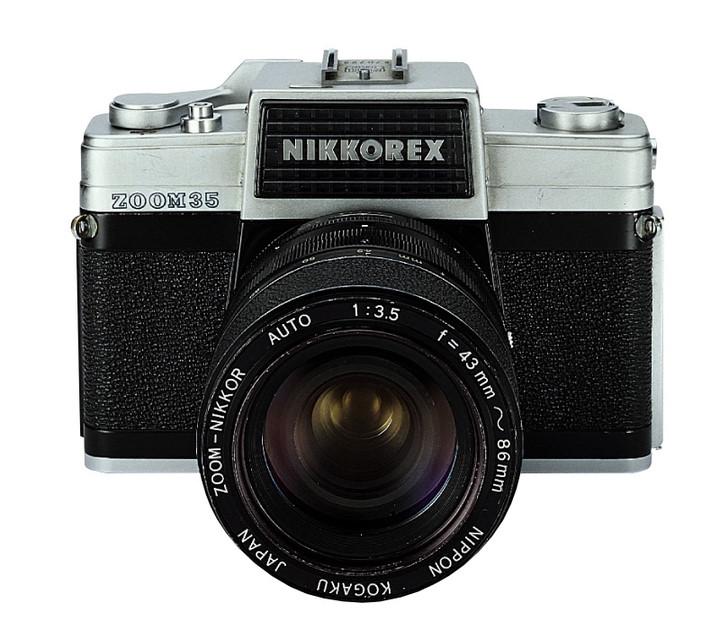 NIKKOREX
ZOOM35
ZOOM-NIKKOR AUTO 1:3.5 f=43mm~86mm
NIPPON KOGAKU JAPAN